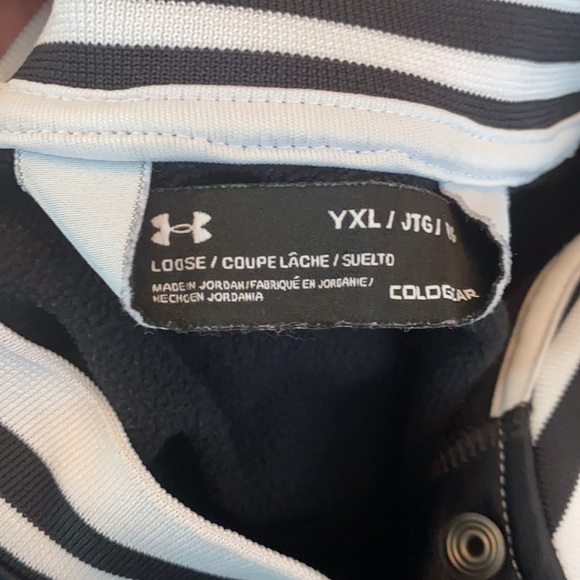 YXL / JTG /
LOOSE / COUPE LÂCHE / SUELTO
MADE IN JORDAN/FABRIQUÉ EN JORDANIE/
HECHO EN JORDANIA
COLDGEAR